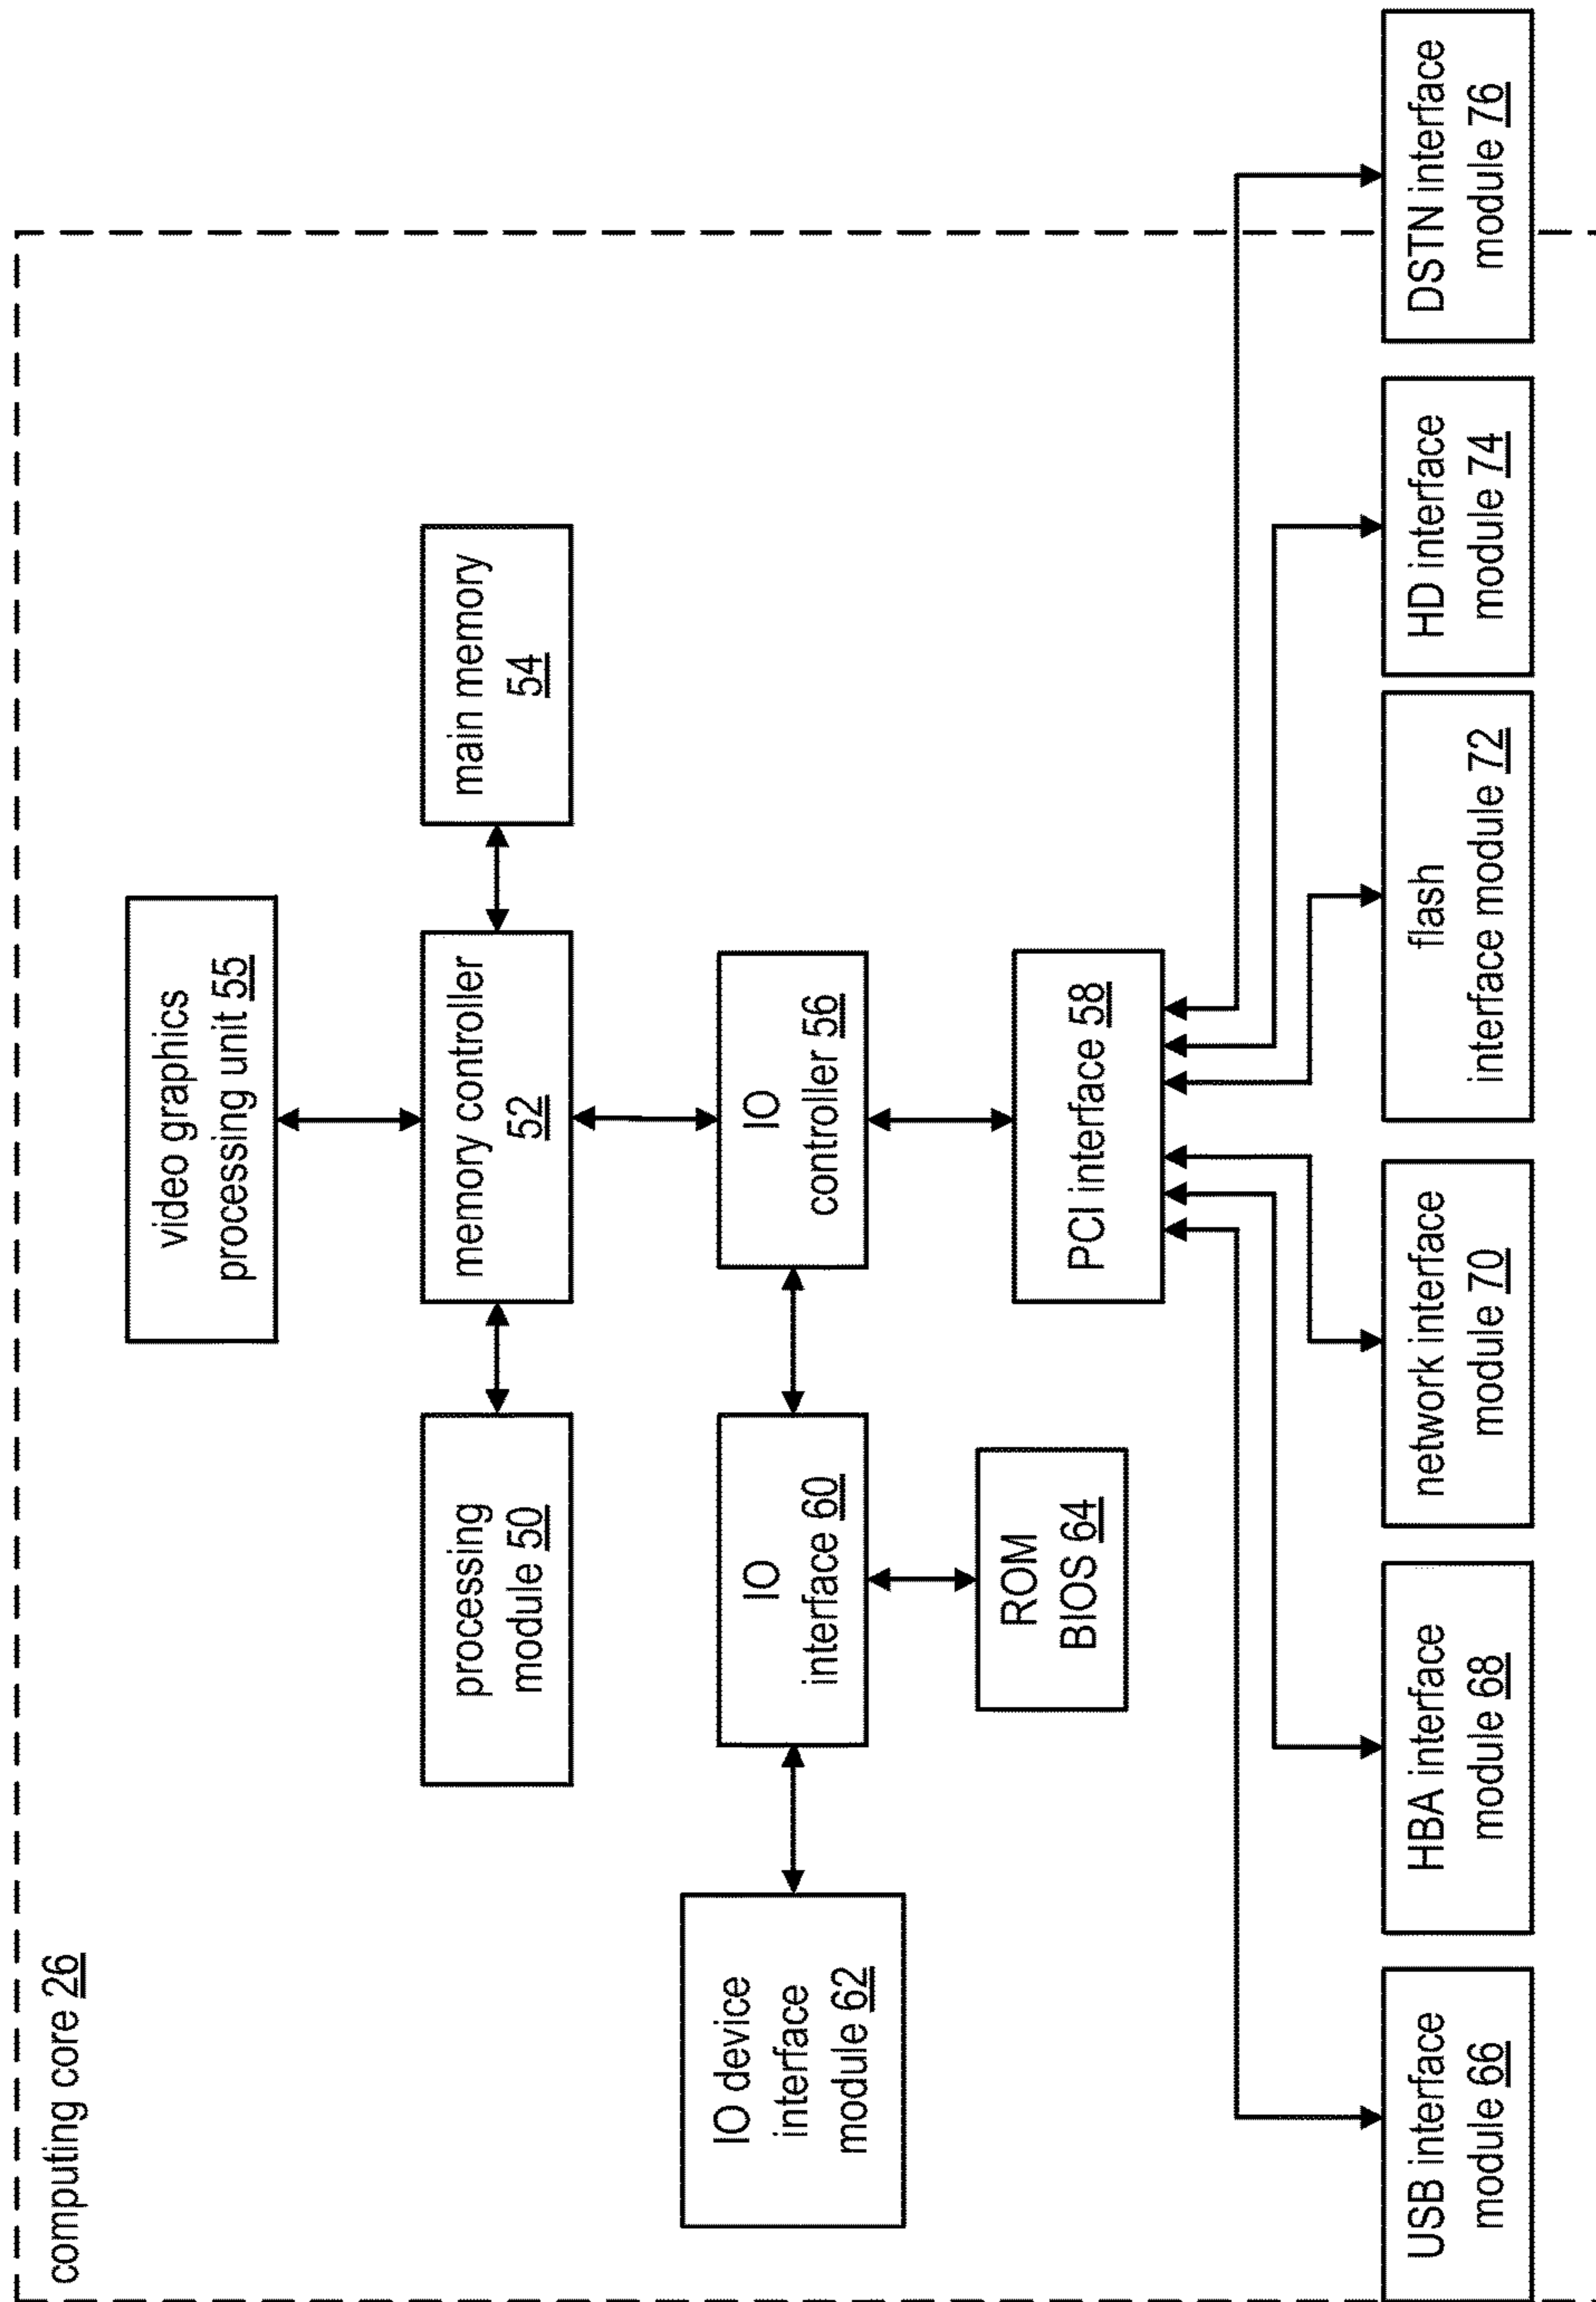 computing core 26
video graphics
processing unit 55
processing
module 50
memory controller
52
main memory
54
IO device
interface
module 62
IO
interface 60
IO
controller 56
ROM
BIOS 64
PCI interface 58
USB interface
module 66
HBA interface
module 68
network interface
module 70
flash
interface module 72
HD interface
module 74
DSTN interface
module 76